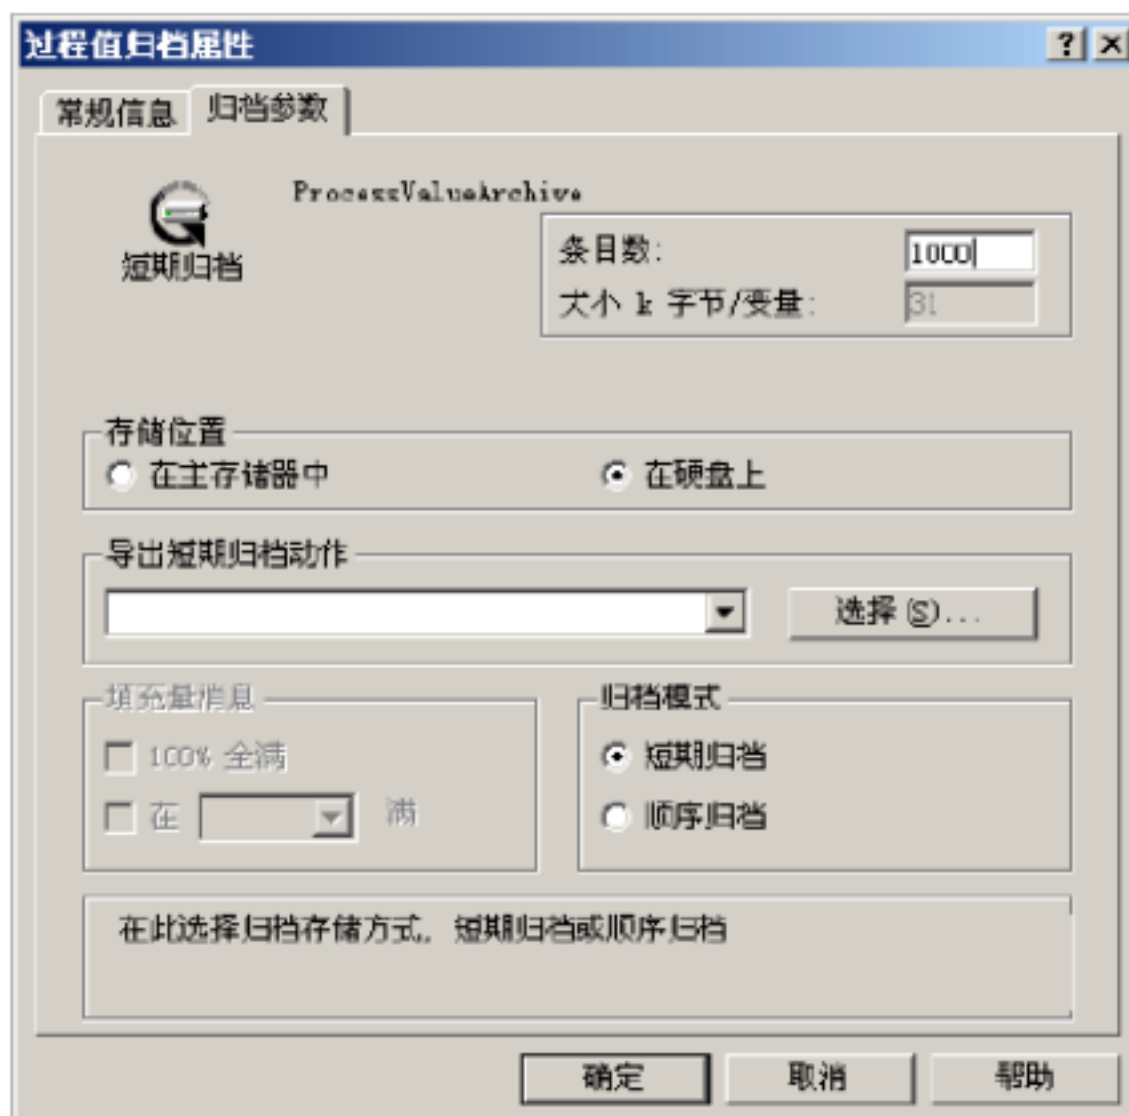 过程值归档属性
常规信息 归档参数
ProcessValueArchive
短期归档
条目数: 1000
大小 k 字节/变量: 31
存储位置
在主存储器中 在硬盘上
导出短期归档动作
选择(S)...
填充量消息
100% 全满
在 满
归档模式
短期归档
顺序归档
在此选择归档存储方式, 短期归档或顺序归档
确定 取消 帮助